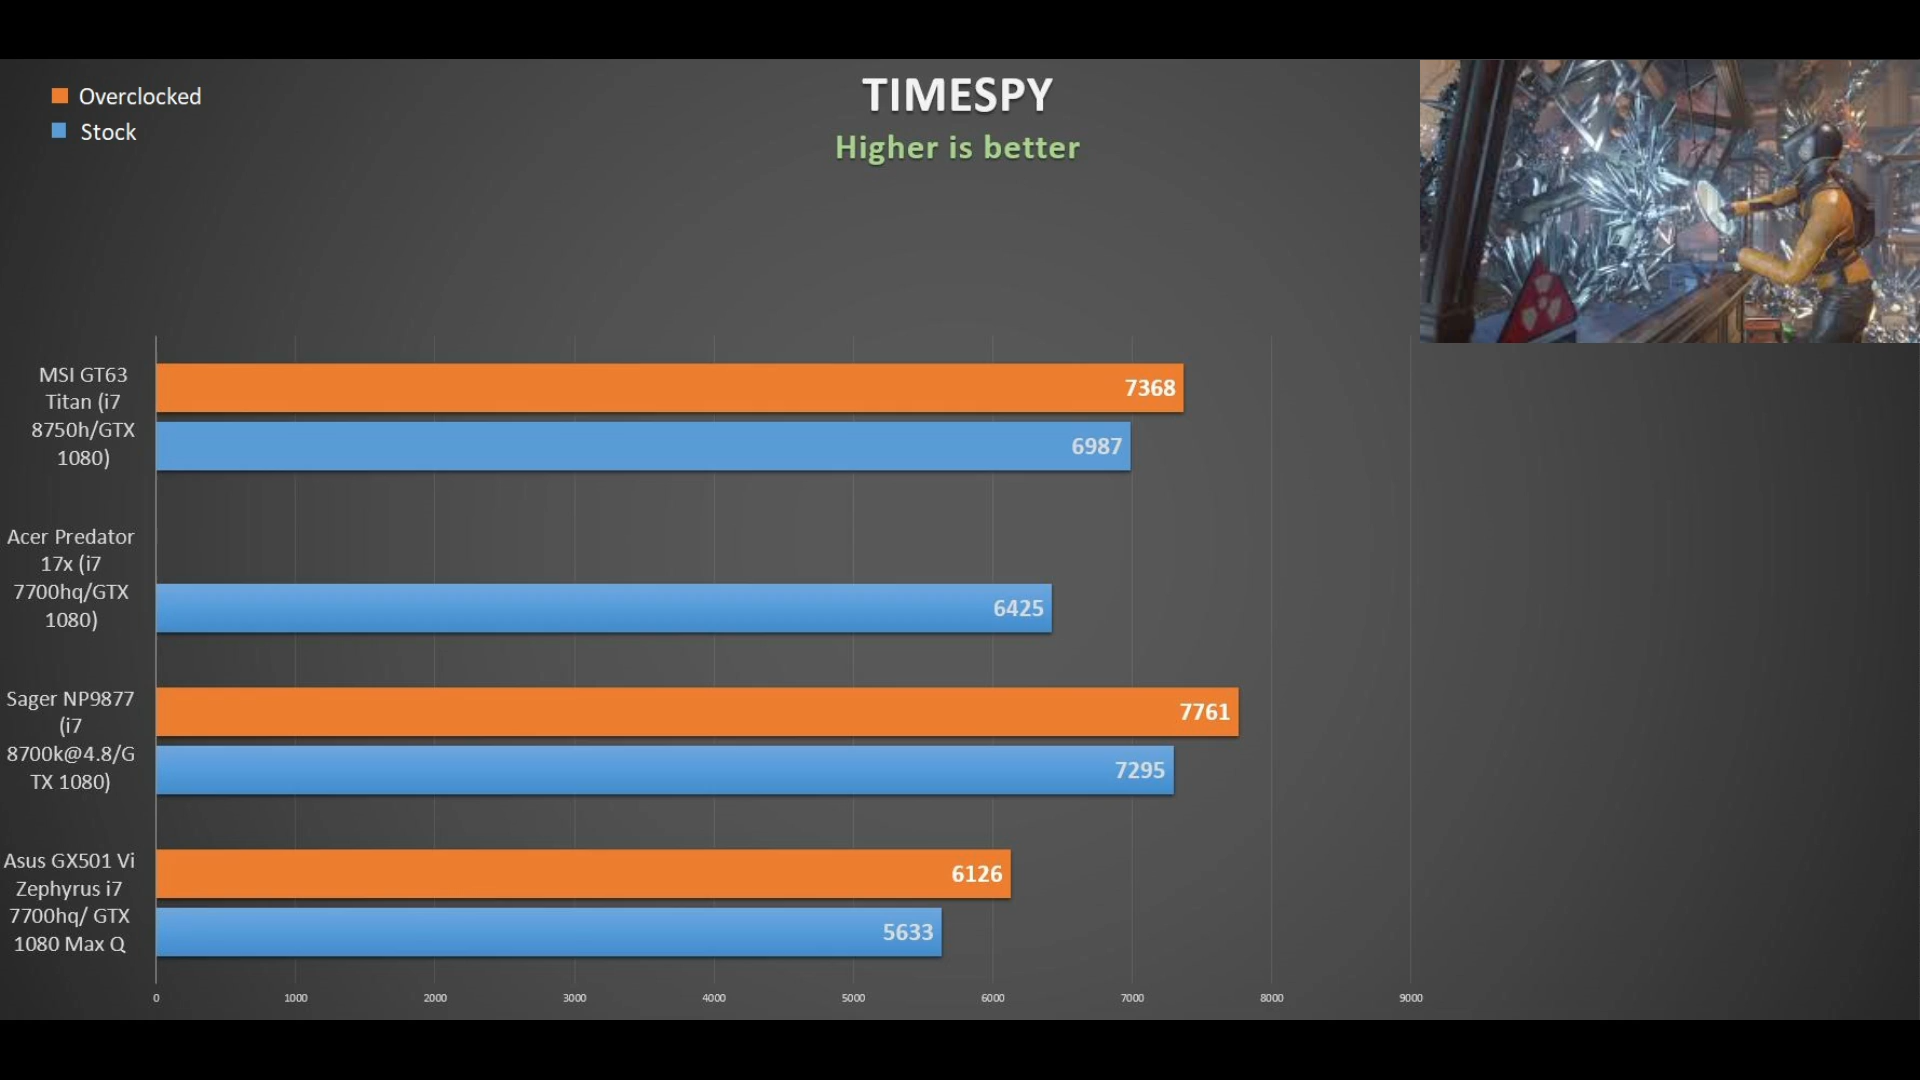 Overclocked
Stock
TIMESPY
Higher is better
MSI GT63
Titan (i7
8750h/GTX
1080)
7368
6987
Acer Predator
17x (i7
7700hq/GTX
1080)
6425
Sager NP9877
(i7
8700k@4.8/G
TX 1080)
7761
7295
Asus GX501 Vi
Zephyrus i7
7700hq/ GTX
1080 Max Q
6126
5633
0 1000 2000 3000 4000 5000 6000 7000 8000 9000